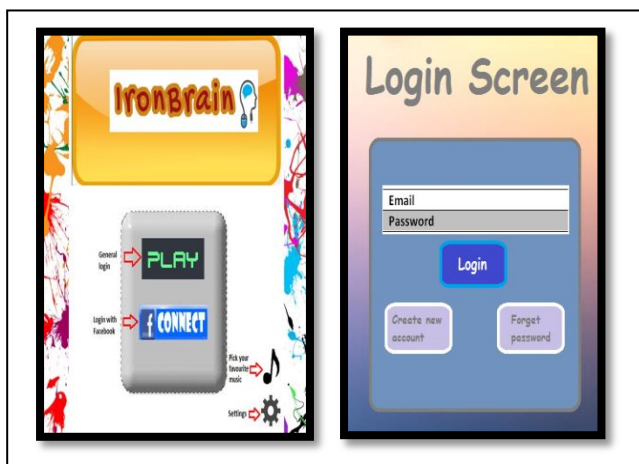 IronBrain
General
login
PLAY
Login with
Facebook
f CONNECT
Pick your
favourite
music
Settings
Login Screen
Email
Password
Login
Create new
account
Forget
password